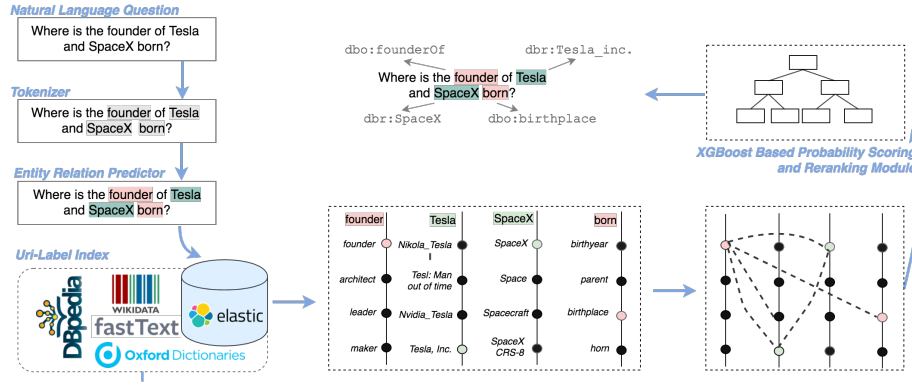 Natural Language Question
Where is the founder of Tesla
and SpaceX born?
Tokenizer
Where is the founder of Tesla
and SpaceX born?
Entity Relation Predictor
Where is the founder of Tesla
and SpaceX born?
Uri-Label Index
DBpedia
WIKIDATA
fastText
Oxford Dictionaries
elastic
dbo:founderOf
dbr:Tesla_inc.
Where is the founder of Tesla
and SpaceX born?
dbr:SpaceX
dbo:birthplace
XGBoost Based Probability Scoring
and Reranking Module
founder
Tesla
SpaceX
born
founder
Nikola_Tesla
SpaceX
birthyear
architect
Tesl: Man
out of time
Space
parent
leader
Nvidia_Tesla
Spacecraft
birthplace
maker
Tesla, Inc.
SpaceX
CRS-8
horn